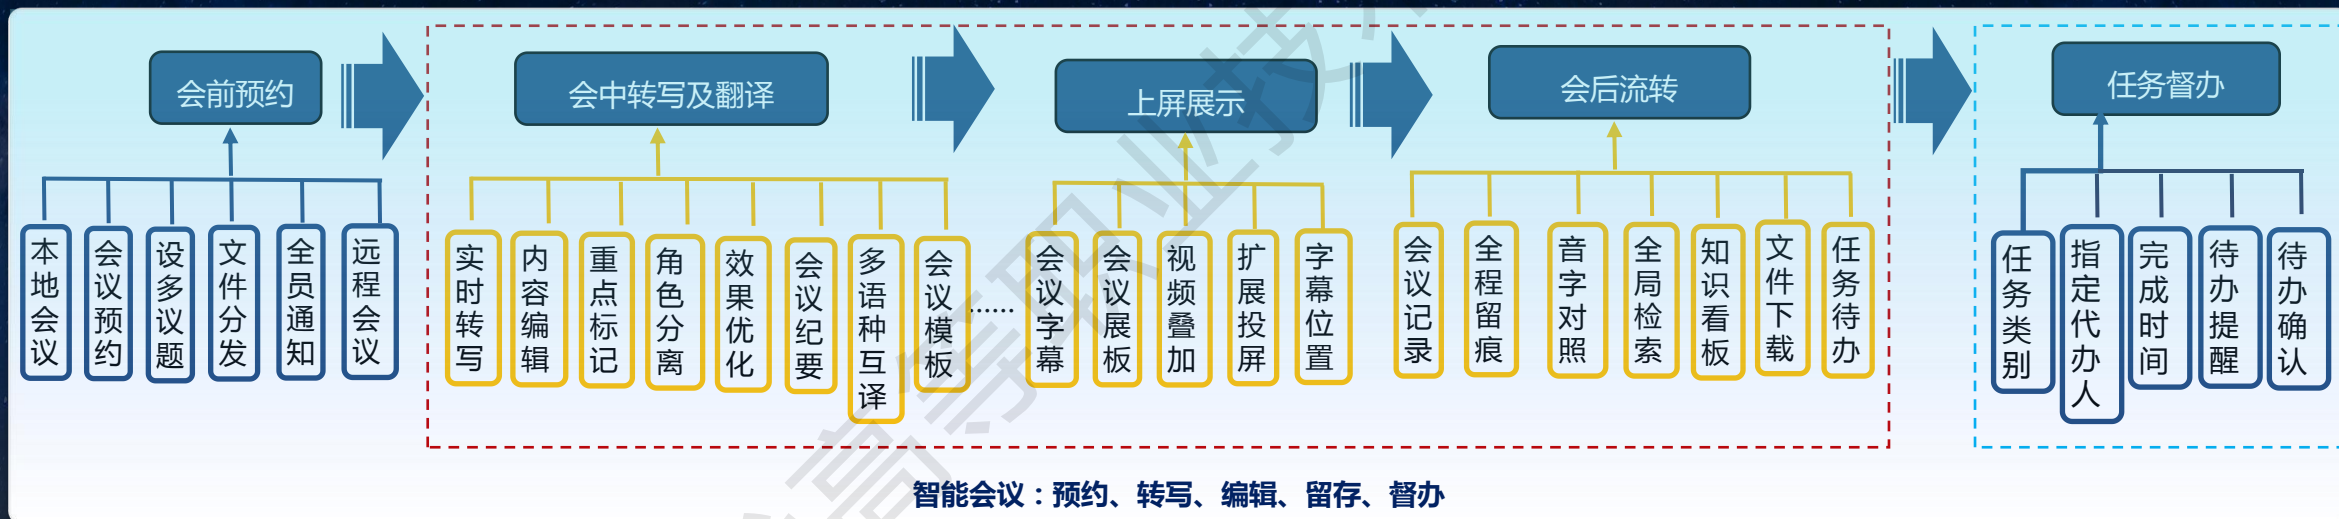 会前预约
会中转写及翻译
上屏展示
会后流转
任务督办
本地会议
会议预约
设多议题
文件分发
全员通知
远程会议
实时转写
内容编辑
重点标记
角色分离
效果优化
会议纪要
多语种互译
会议模板
......
会议字幕
会议展板
视频叠加
扩展投屏
字幕位置
会议记录
全程留痕
音字对照
全局检索
知识看板
文件下载
任务待办
任务类别
指定代办人
完成时间
待办提醒
待办确认
智能会议：预约、转写、编辑、留存、督办
高等职业技